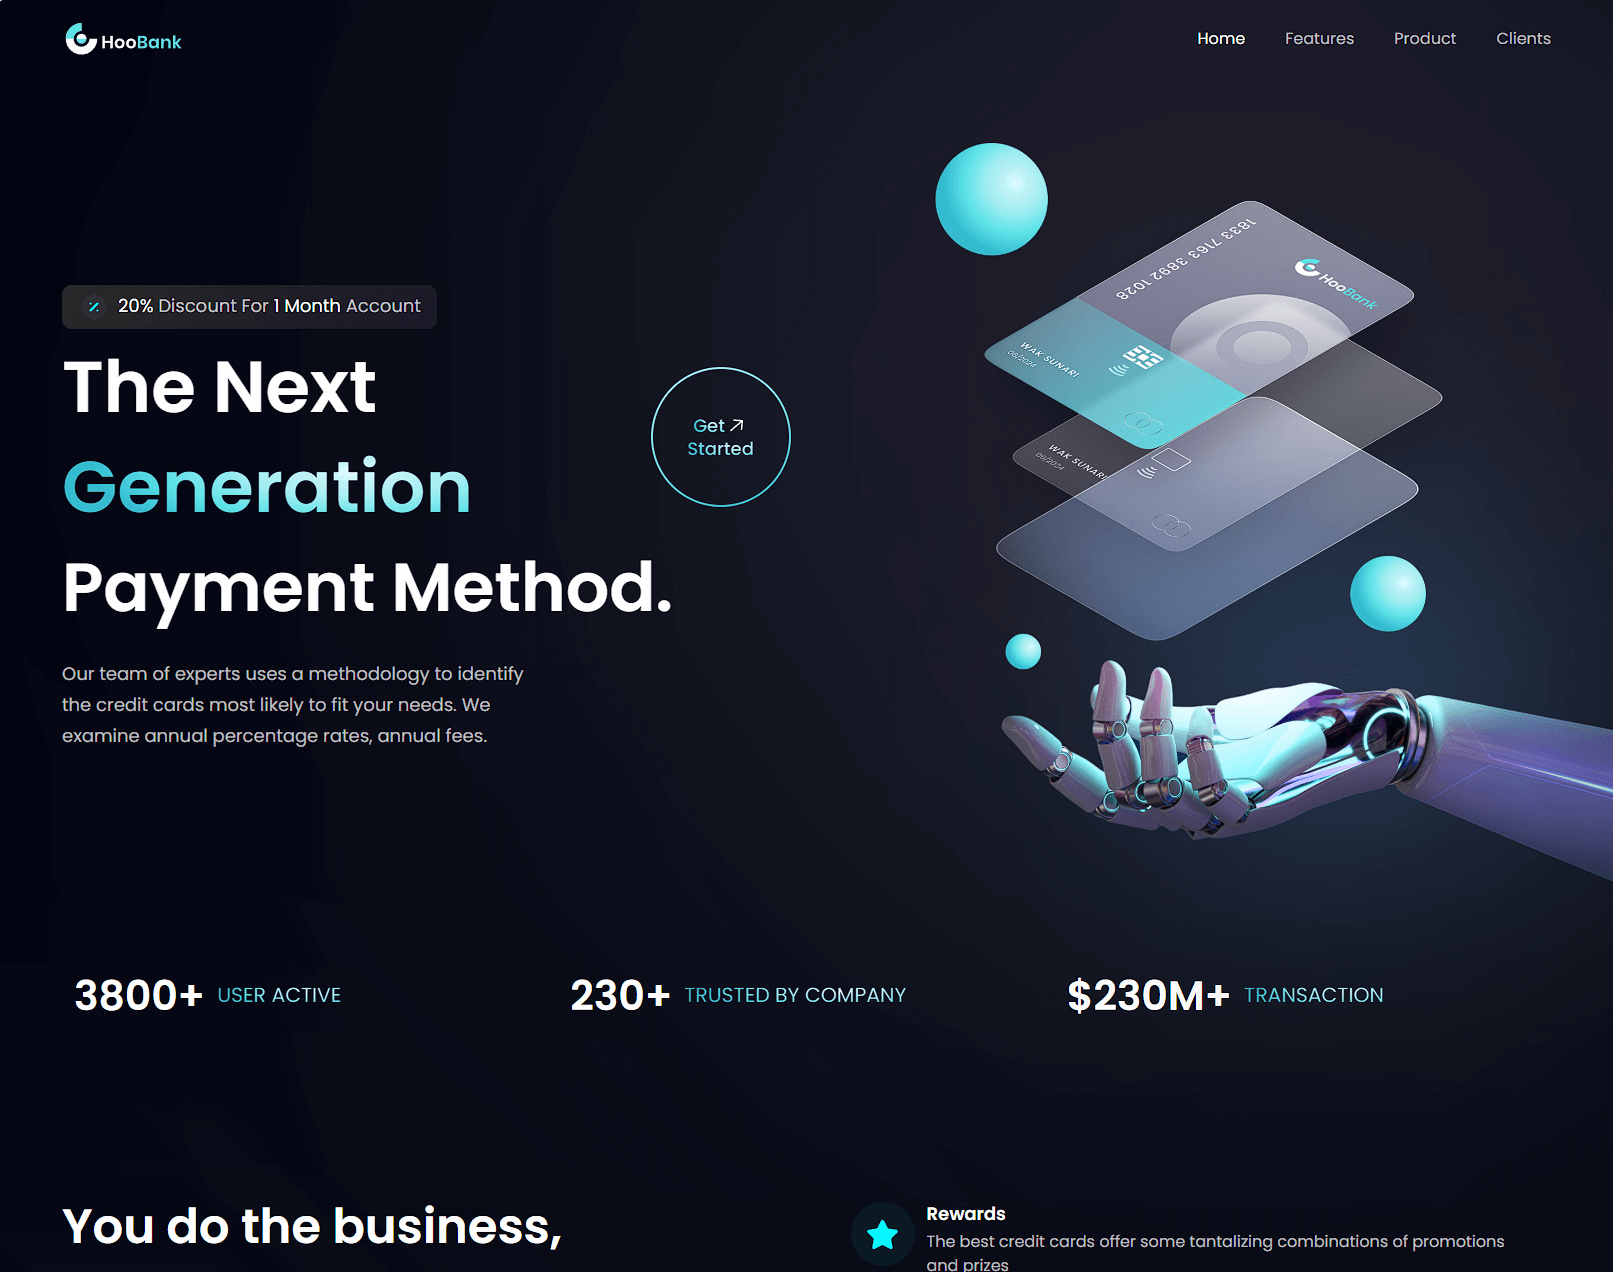 HooBank
Home
Features
Product
Clients
20% Discount For 1 Month Account
The Next
Generation
Payment Method.
Get
Started
Our team of experts uses a methodology to identify
the credit cards most likely to fit your needs. We
examine annual percentage rates, annual fees.
1833 7163 3892 1028
HooBank
WAK SUNARI
06/2024
WAK SUNARI
06/2024
3800+ USER ACTIVE
230+ TRUSTED BY COMPANY
$230M+ TRANSACTION
You do the business,
Rewards
The best credit cards offer some tantalizing combinations of promotions
and prizes